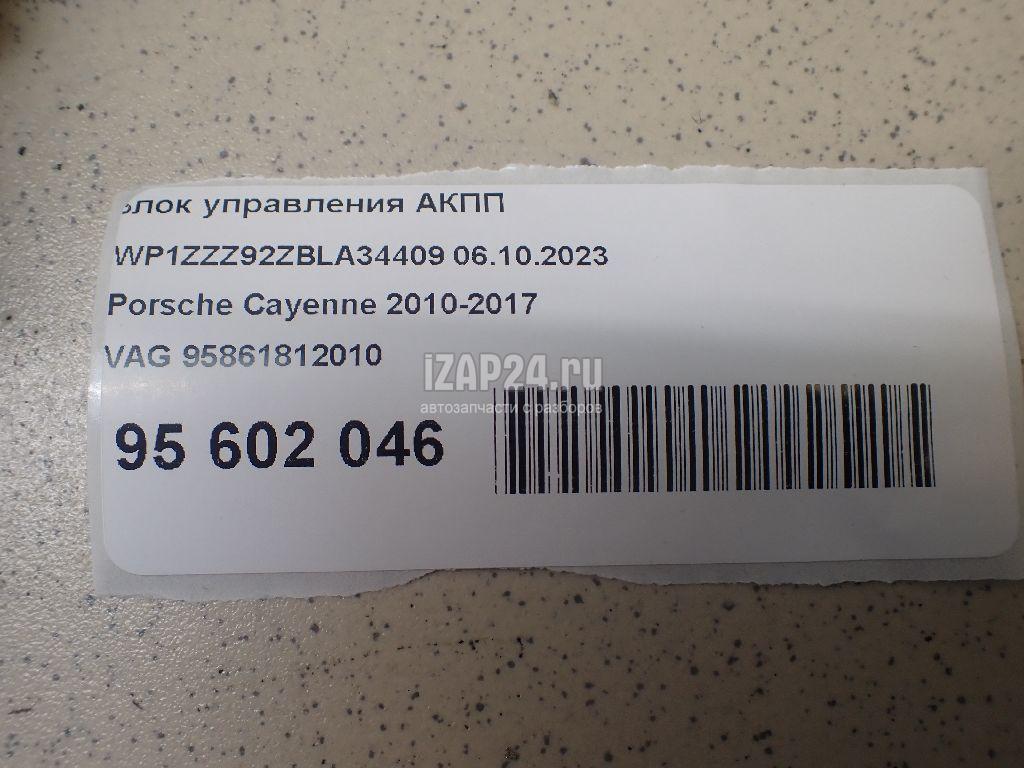 Блок управления АКПП
WP1ZZZ92ZBLA34409 06.10.2023
Porsche Cayenne 2010-2017
VAG 95861812010
iZAP24.ru
автозапчасти с разборов
95 602 046